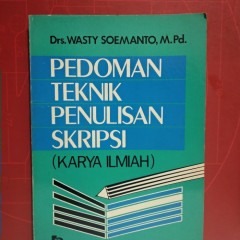 Drs. WASTY SOEMANTO, M.Pd.
PEDOMAN
TEKNIK
PENULISAN
SKRIPSI
(KARYA ILMIAH)